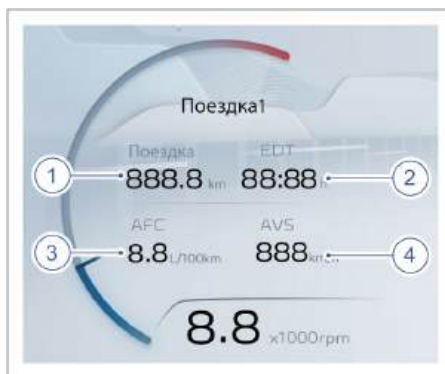 Поездка1
Поездка EDT
1 888.8 km 88:88 h 2
AFC AVS
3 8.8 L/100km 888 km/h 4
8.8 x1000rpm